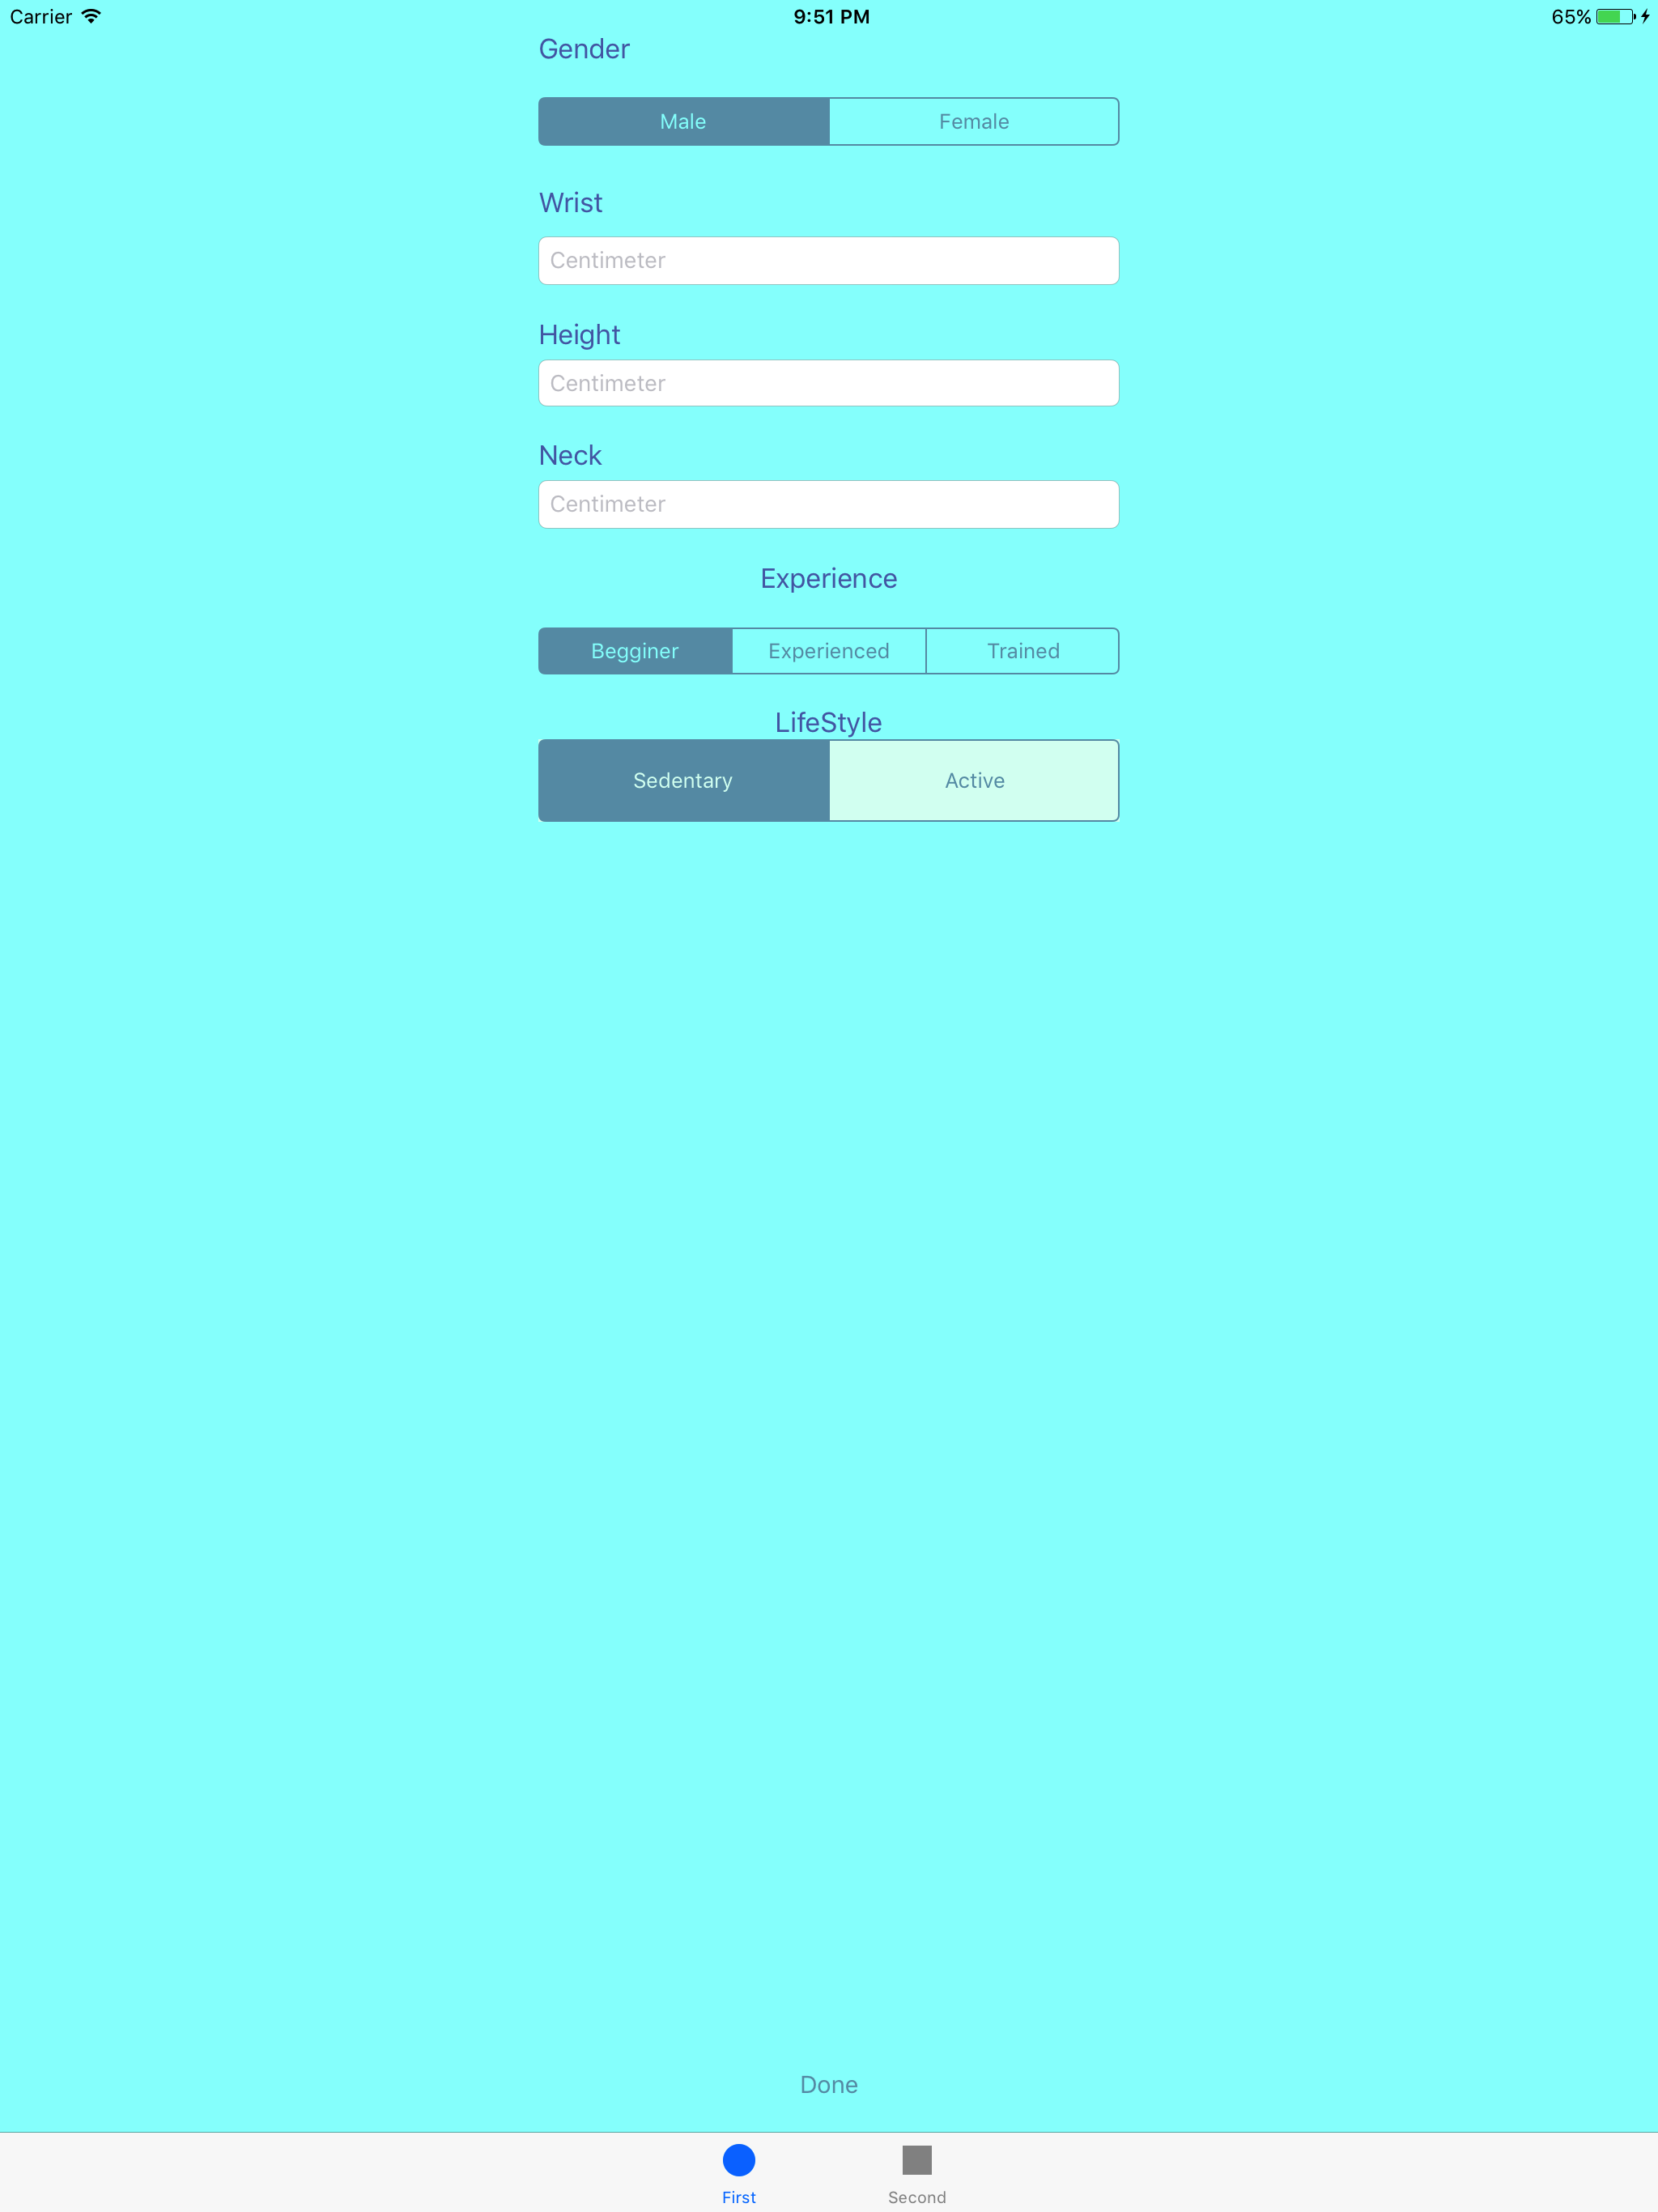 Carrier 9:51 PM 65%
Gender
Male Female
Wrist
Centimeter
Height
Centimeter
Neck
Centimeter
Experience
Begginer Experienced Trained
LifeStyle
Sedentary Active
Done
First Second